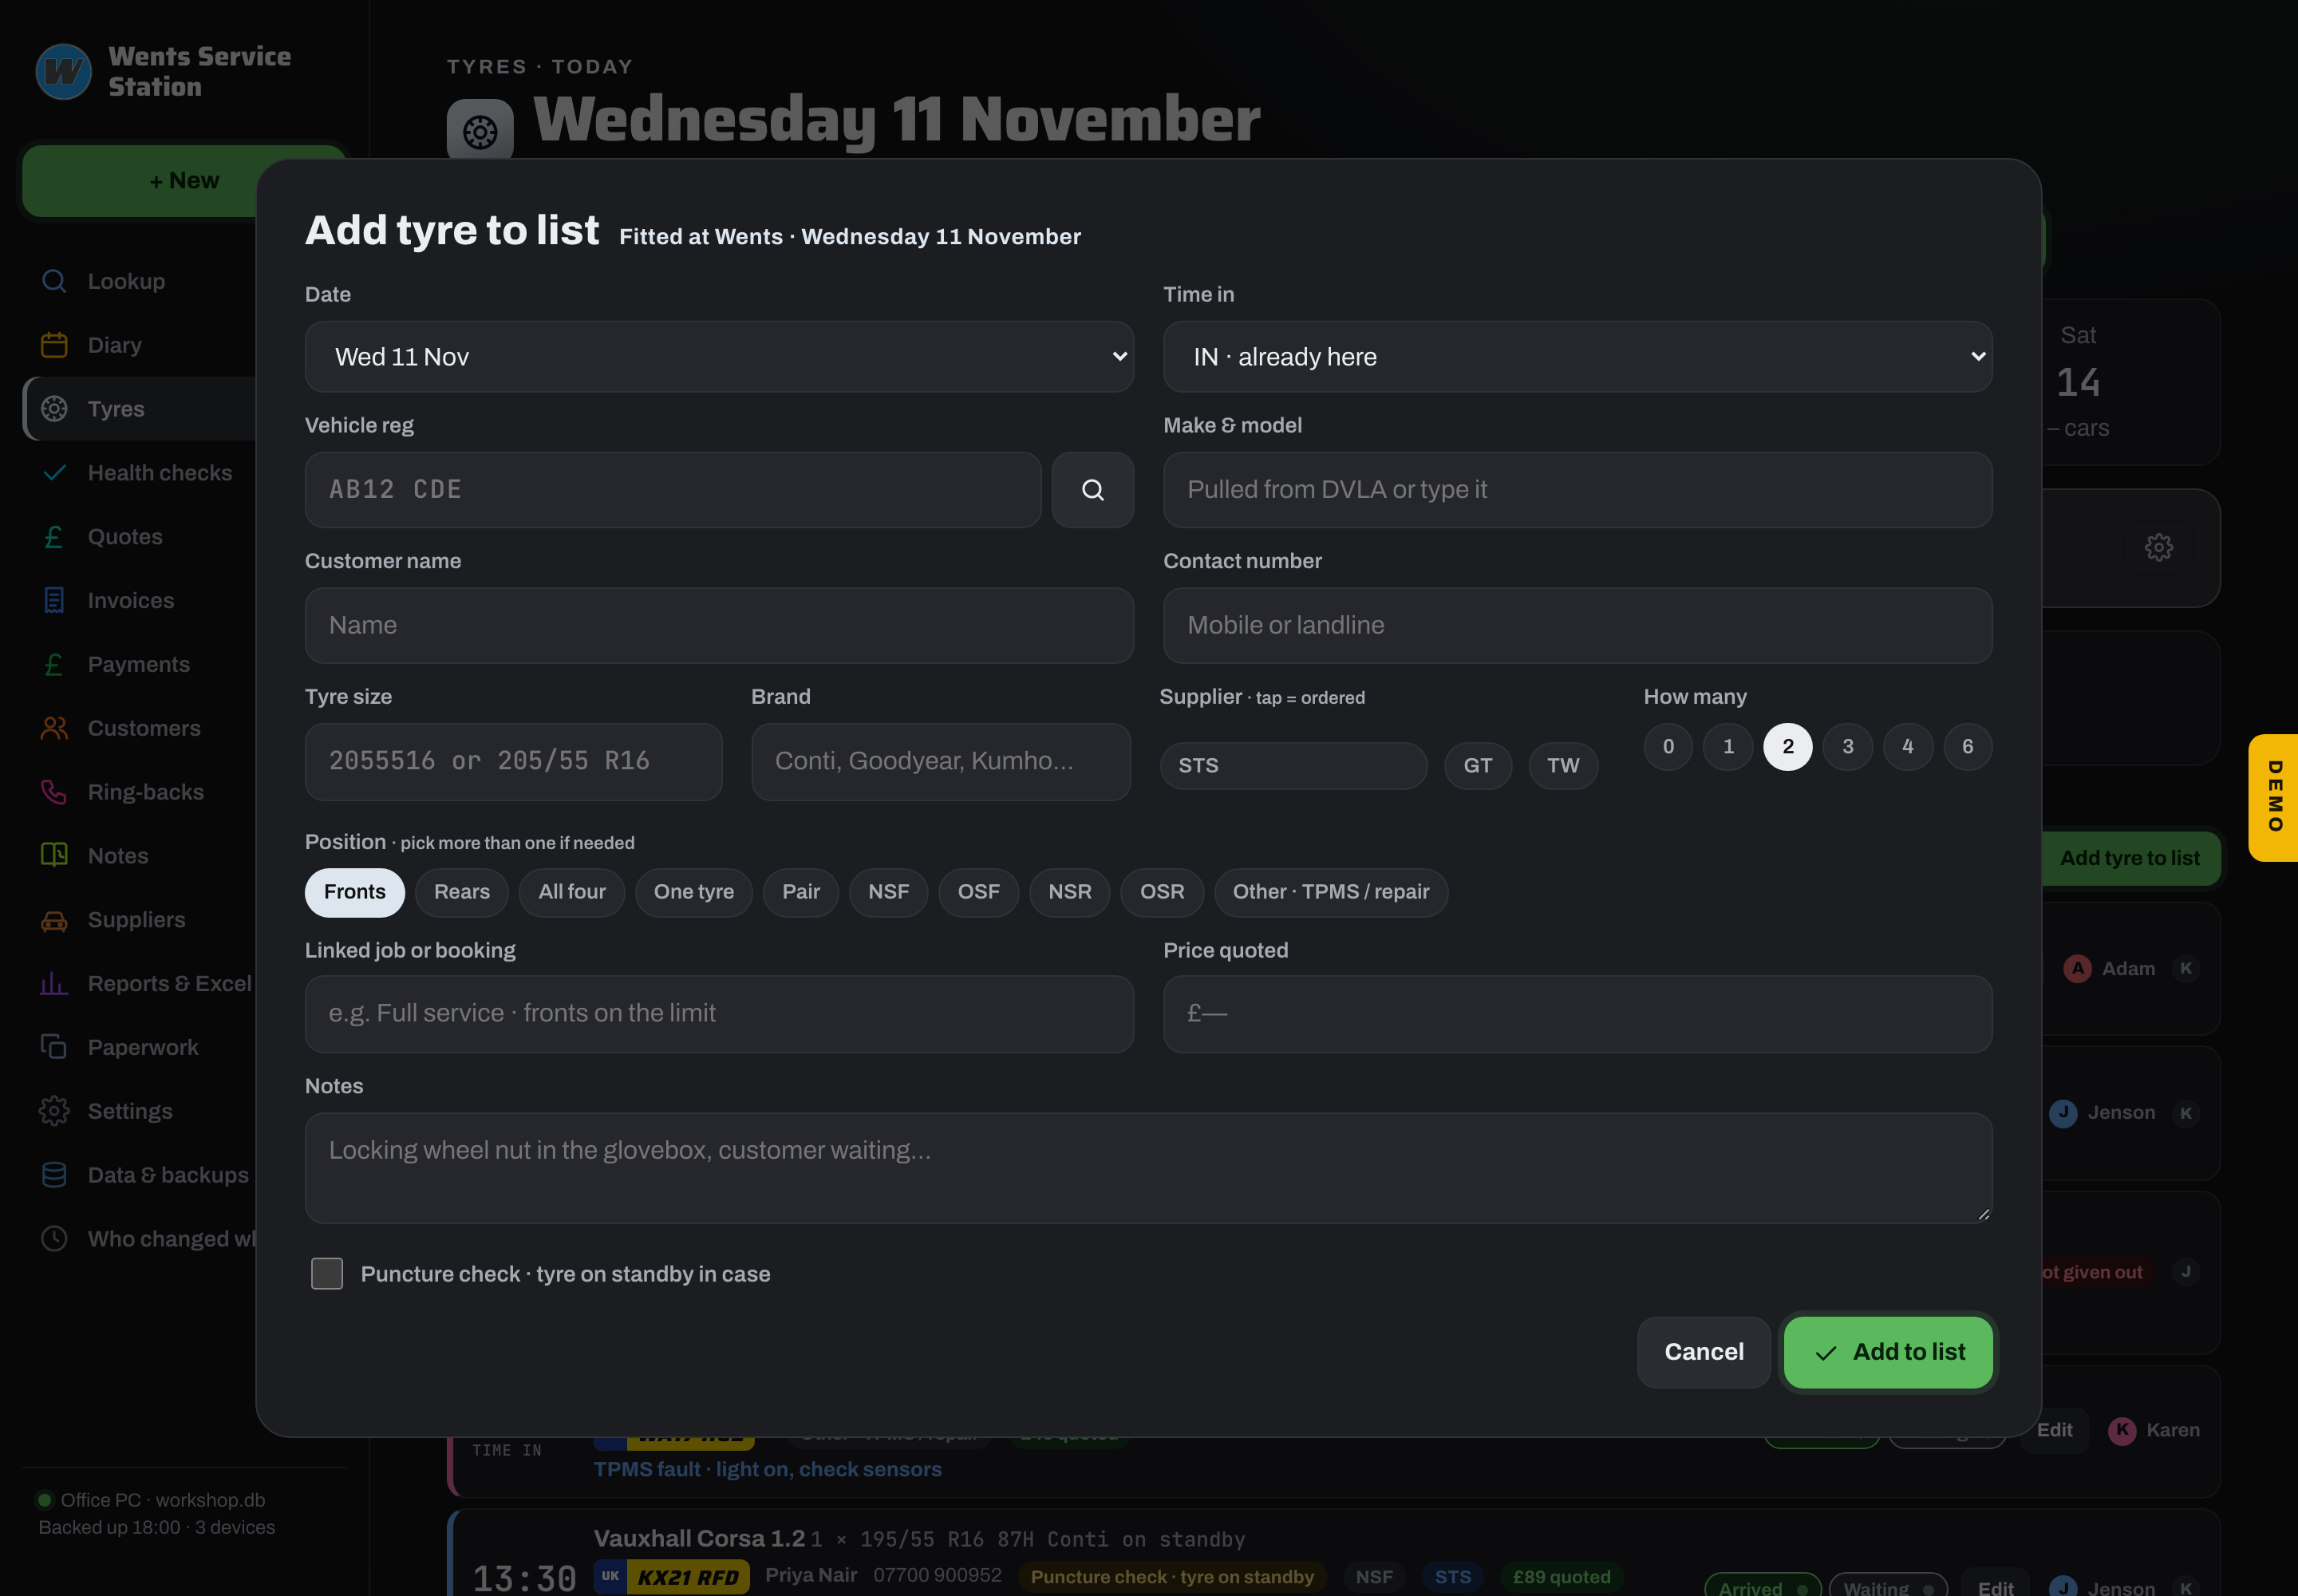 Wents Service
Station
+ New
Lookup
Diary
Tyres
Health checks
Quotes
Invoices
Payments
Customers
Ring-backs
Notes
Suppliers
Reports & Excel
Paperwork
Settings
Data & backups
Who changed
Office PC · workshop.db
Backed up 18:00 · 3 devices
TYRES · TODAY
Wednesday 11 November
Add tyre to list Fitted at Wents · Wednesday 11 November
Date
Time in
Wed 11 Nov
IN · already here
Vehicle reg
Make & model
AB12 CDE
Pulled from DVLA or type it
Customer name
Contact number
Name
Mobile or landline
Tyre size
Brand
Supplier · tap = ordered
How many
2055516 or 205/55 R16
Conti, Goodyear, Kumho...
STS GT TW
0 1 2 3 4 6
Position · pick more than one if needed
Fronts Rears All four One tyre Pair NSF OSF NSR OSR Other · TPMS / repair
Linked job or booking
Price quoted
e.g. Full service · fronts on the limit
£—
Notes
Locking wheel nut in the glovebox, customer waiting...
Puncture check · tyre on standby in case
Cancel
Add to list
Sat
14
– cars
DEMO
Add tyre to list
A Adam K
J Jenson K
given out J
Edit K Karen
TIME IN
TPMS fault · light on, check sensors
Vauxhall Corsa 1.2 1 × 195/55 R16 87H Conti on standby
13:30
UK KX21 RFD Priya Nair 07700 900952 Puncture check · tyre on standby NSF STS £89 quoted
Arrived Waiting Edit J Jenson K